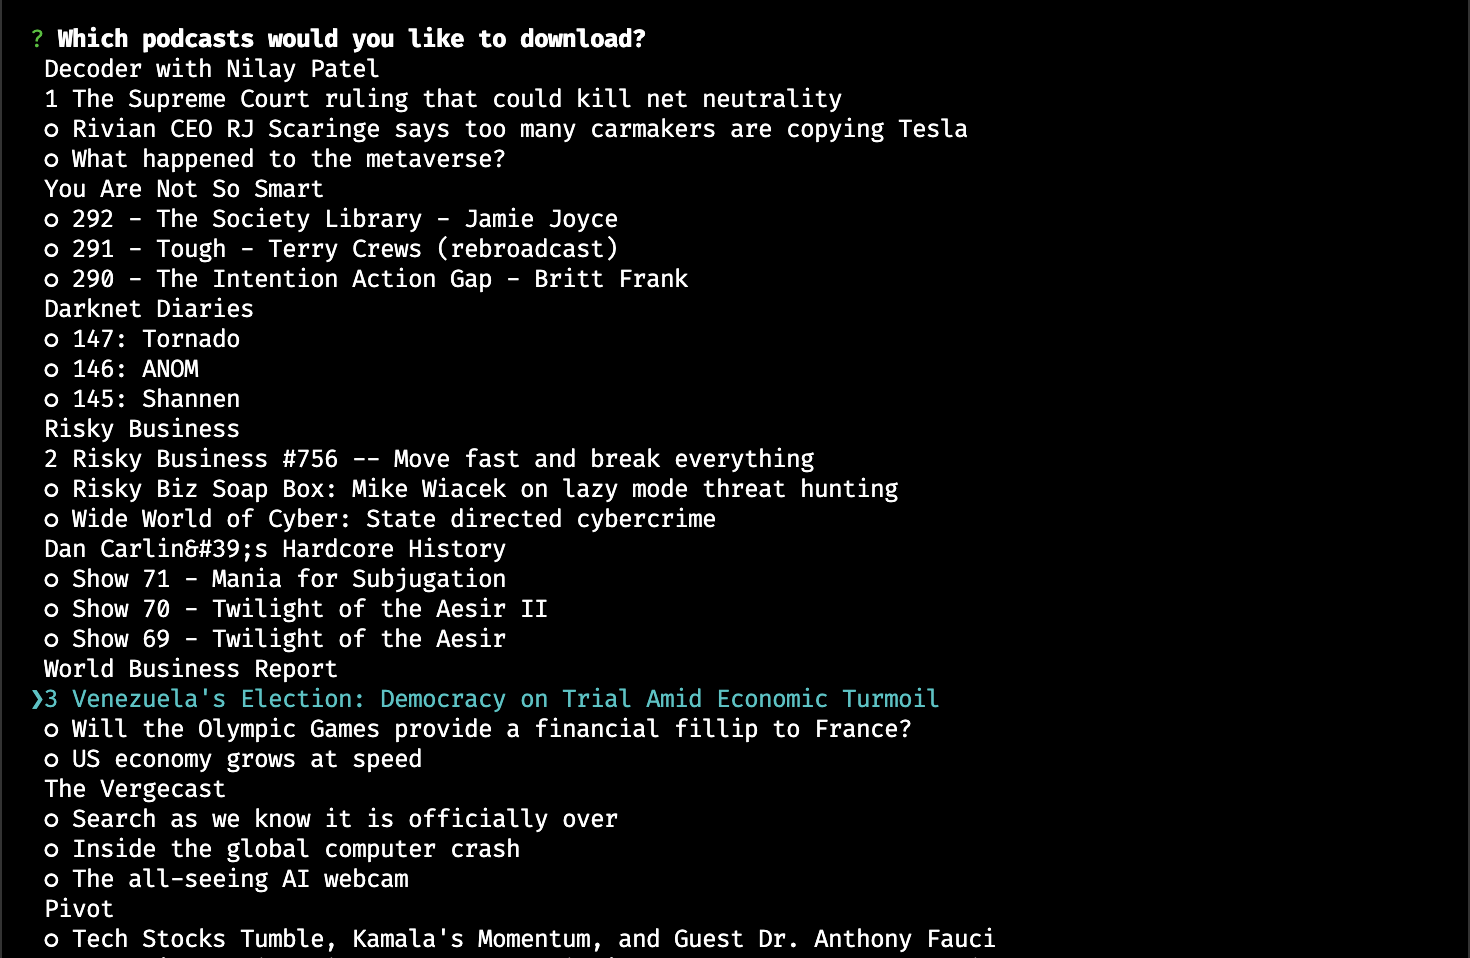 ? Which podcasts would you like to download?
Decoder with Nilay Patel
1 The Supreme Court ruling that could kill net neutrality
○ Rivian CEO RJ Scaringe says too many carmakers are copying Tesla
○ What happened to the metaverse?
You Are Not So Smart
○ 292 - The Society Library - Jamie Joyce
○ 291 - Tough - Terry Crews (rebroadcast)
○ 290 - The Intention Action Gap - Britt Frank
Darknet Diaries
○ 147: Tornado
○ 146: ANOM
○ 145: Shannen
Risky Business
2 Risky Business #756 -- Move fast and break everything
○ Risky Biz Soap Box: Mike Wiacek on lazy mode threat hunting
○ Wide World of Cyber: State directed cybercrime
Dan Carlin&#39;s Hardcore History
○ Show 71 - Mania for Subjugation
○ Show 70 - Twilight of the Aesir II
○ Show 69 - Twilight of the Aesir
World Business Report
❯3 Venezuela's Election: Democracy on Trial Amid Economic Turmoil
○ Will the Olympic Games provide a financial fillip to France?
○ US economy grows at speed
The Vergecast
○ Search as we know it is officially over
○ Inside the global computer crash
○ The all-seeing AI webcam
Pivot
○ Tech Stocks Tumble, Kamala's Momentum, and Guest Dr. Anthony Fauci